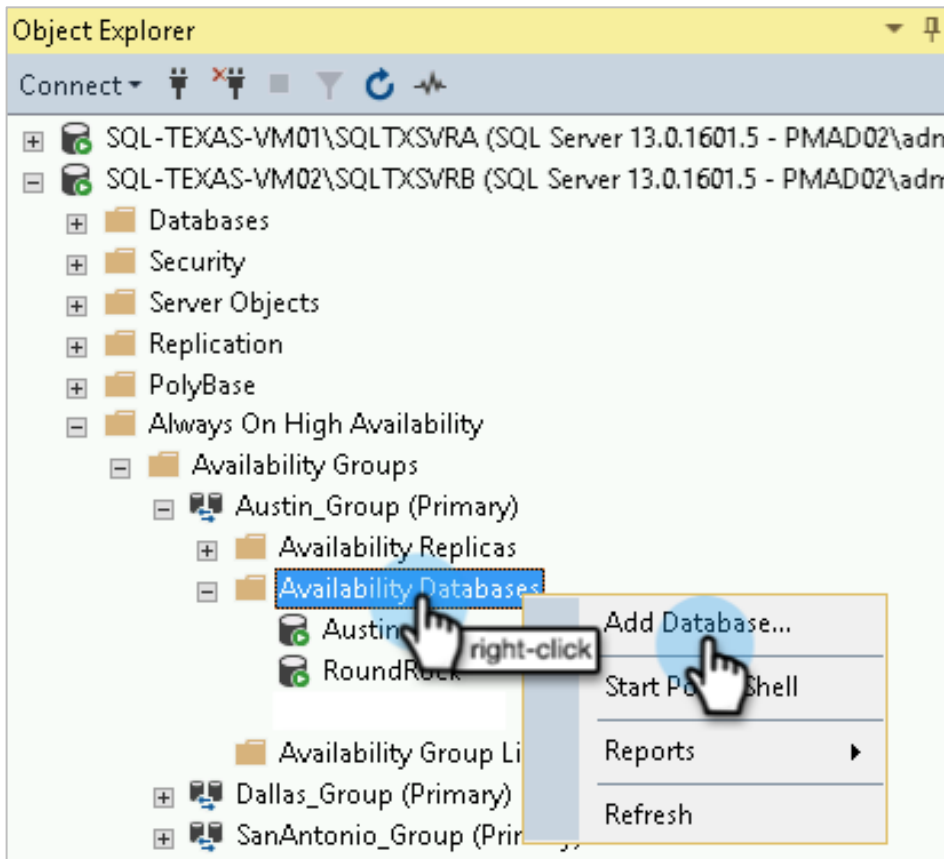 Object Explorer
Connect
SQL-TEXAS-VM01\SQLTXSVRA (SQL Server 13.0.1601.5 - PMAD02\adm
SQL-TEXAS-VM02\SQLTXSVRB (SQL Server 13.0.1601.5 - PMAD02\adm
Databases
Security
Server Objects
Replication
PolyBase
Always On High Availability
Availability Groups
Austin_Group (Primary)
Availability Replicas
Availability Databases
Austin
RoundRock
right-click
Availability Group Li
Dallas_Group (Primary)
SanAntonio_Group (Prim
Add Database...
Start PowerShell
Reports
Refresh